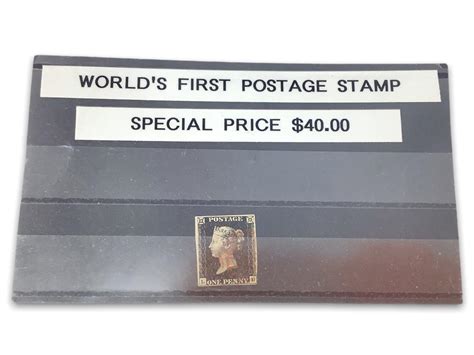 WORLD'S FIRST POSTAGE STAMP
SPECIAL PRICE $40.00
POSTAGE
ONE PENNY